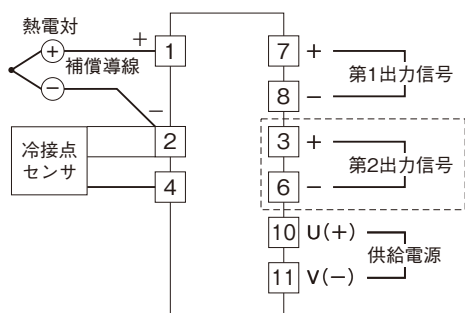 熱電対
+ + 1
補償導線
− −
2
冷接点
センサ
4
7 +
第1出力信号
8 −
3 +
第2出力信号
6 −
10 U(+)
供給電源
11 V(−)